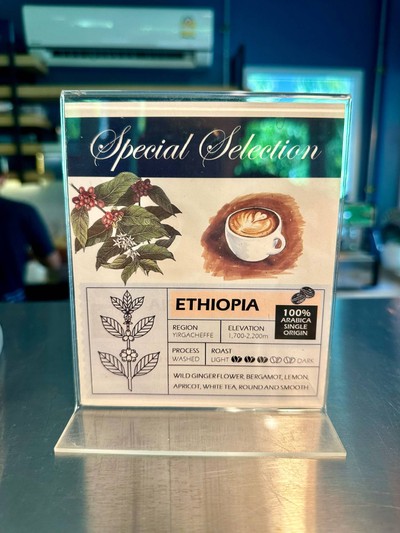 Special Selection
ETHIOPIA
100%
ARABICA
SINGLE
ORIGIN
REGION
YIRGACHEFFE
ELEVATION
1,700-2,200m
PROCESS
WASHED
ROAST
LIGHT DARK
WILD GINGER FLOWER, BERGAMOT, LEMON,
APRICOT, WHITE TEA, ROUND AND SMOOTH